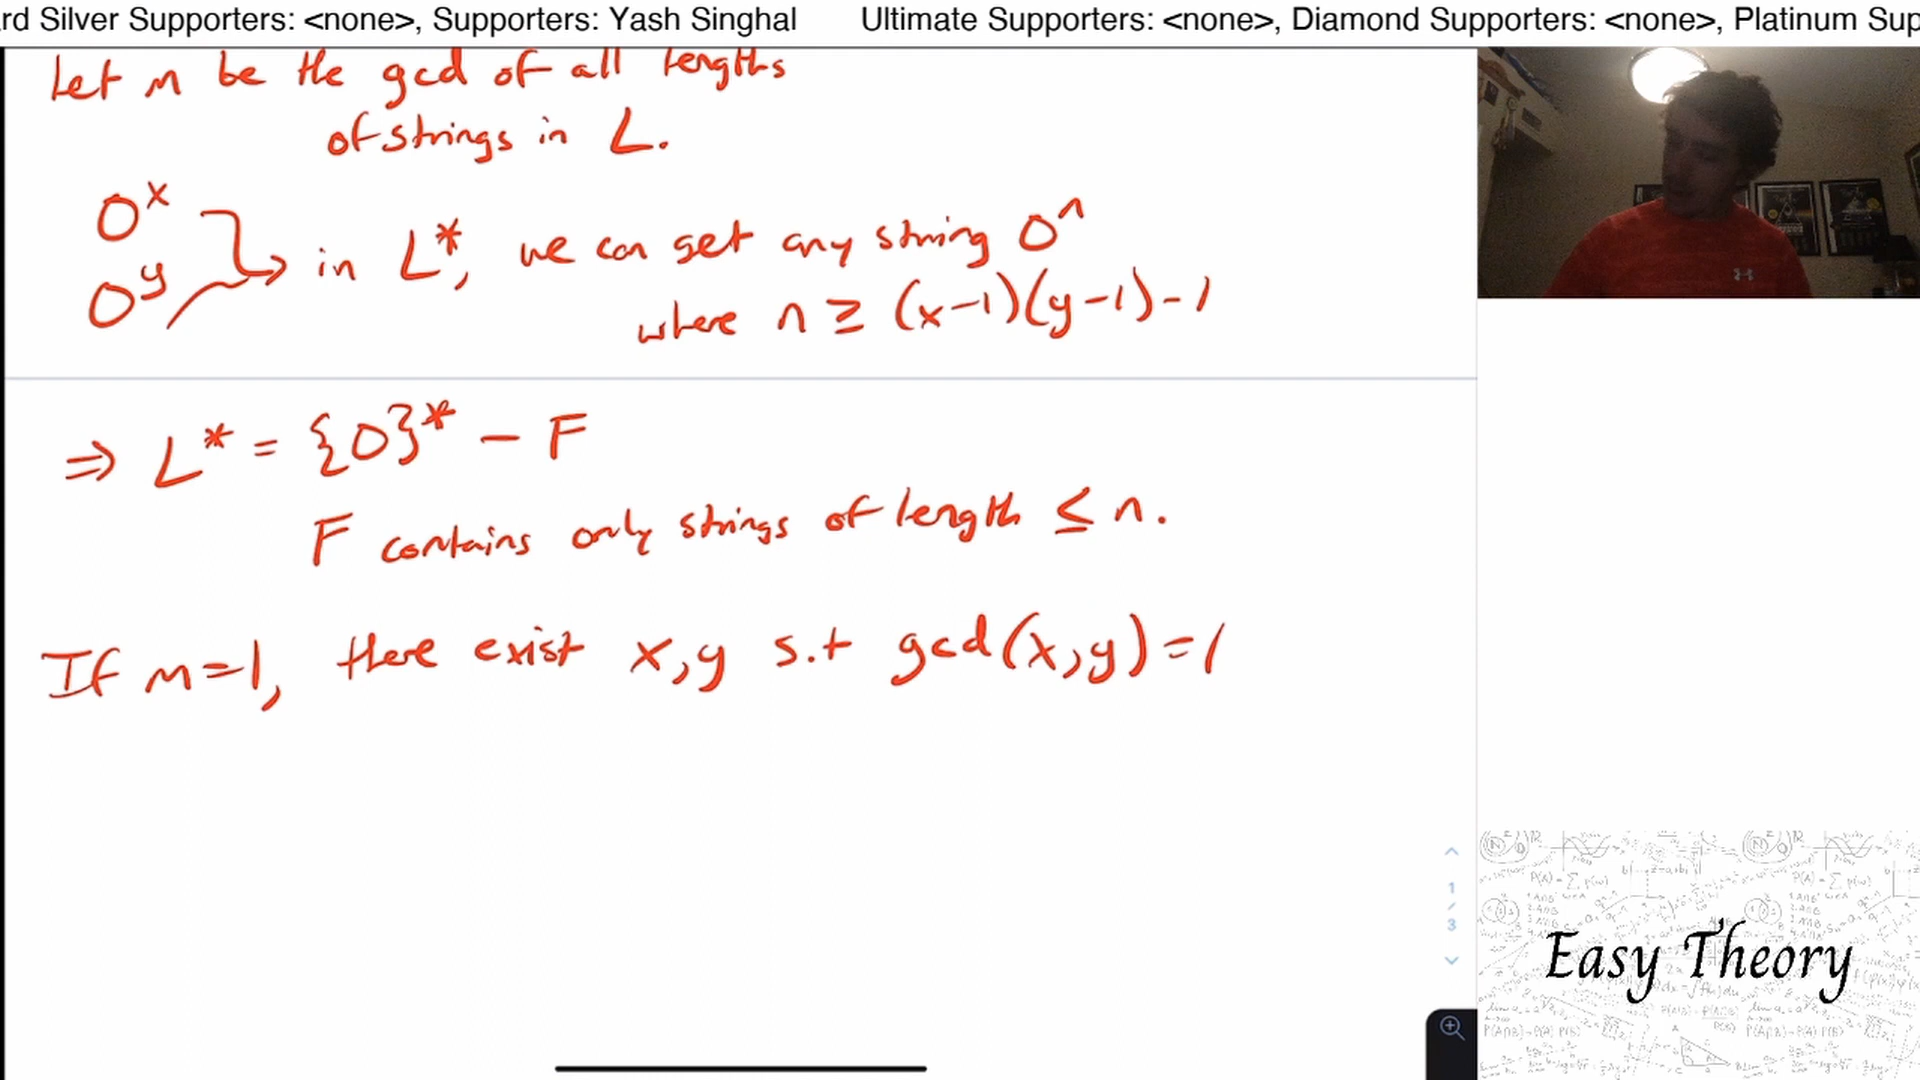 rd Silver Supporters: <none>, Supporters: Yash Singhal Ultimate Supporters: <none>, Diamond Supporters: <none>, Platinum Sup
Let m be the gcd of all lengths
of strings in L.
0^x
0^y
in L*, we can get any string 0^n
where n ≥ (x-1)(y-1)-1
⇒ L* = {0}* - F
F contains only strings of length ≤ n.
If m=1, there exist x,y s.t gcd(x,y)=1
1
/
3
Easy Theory